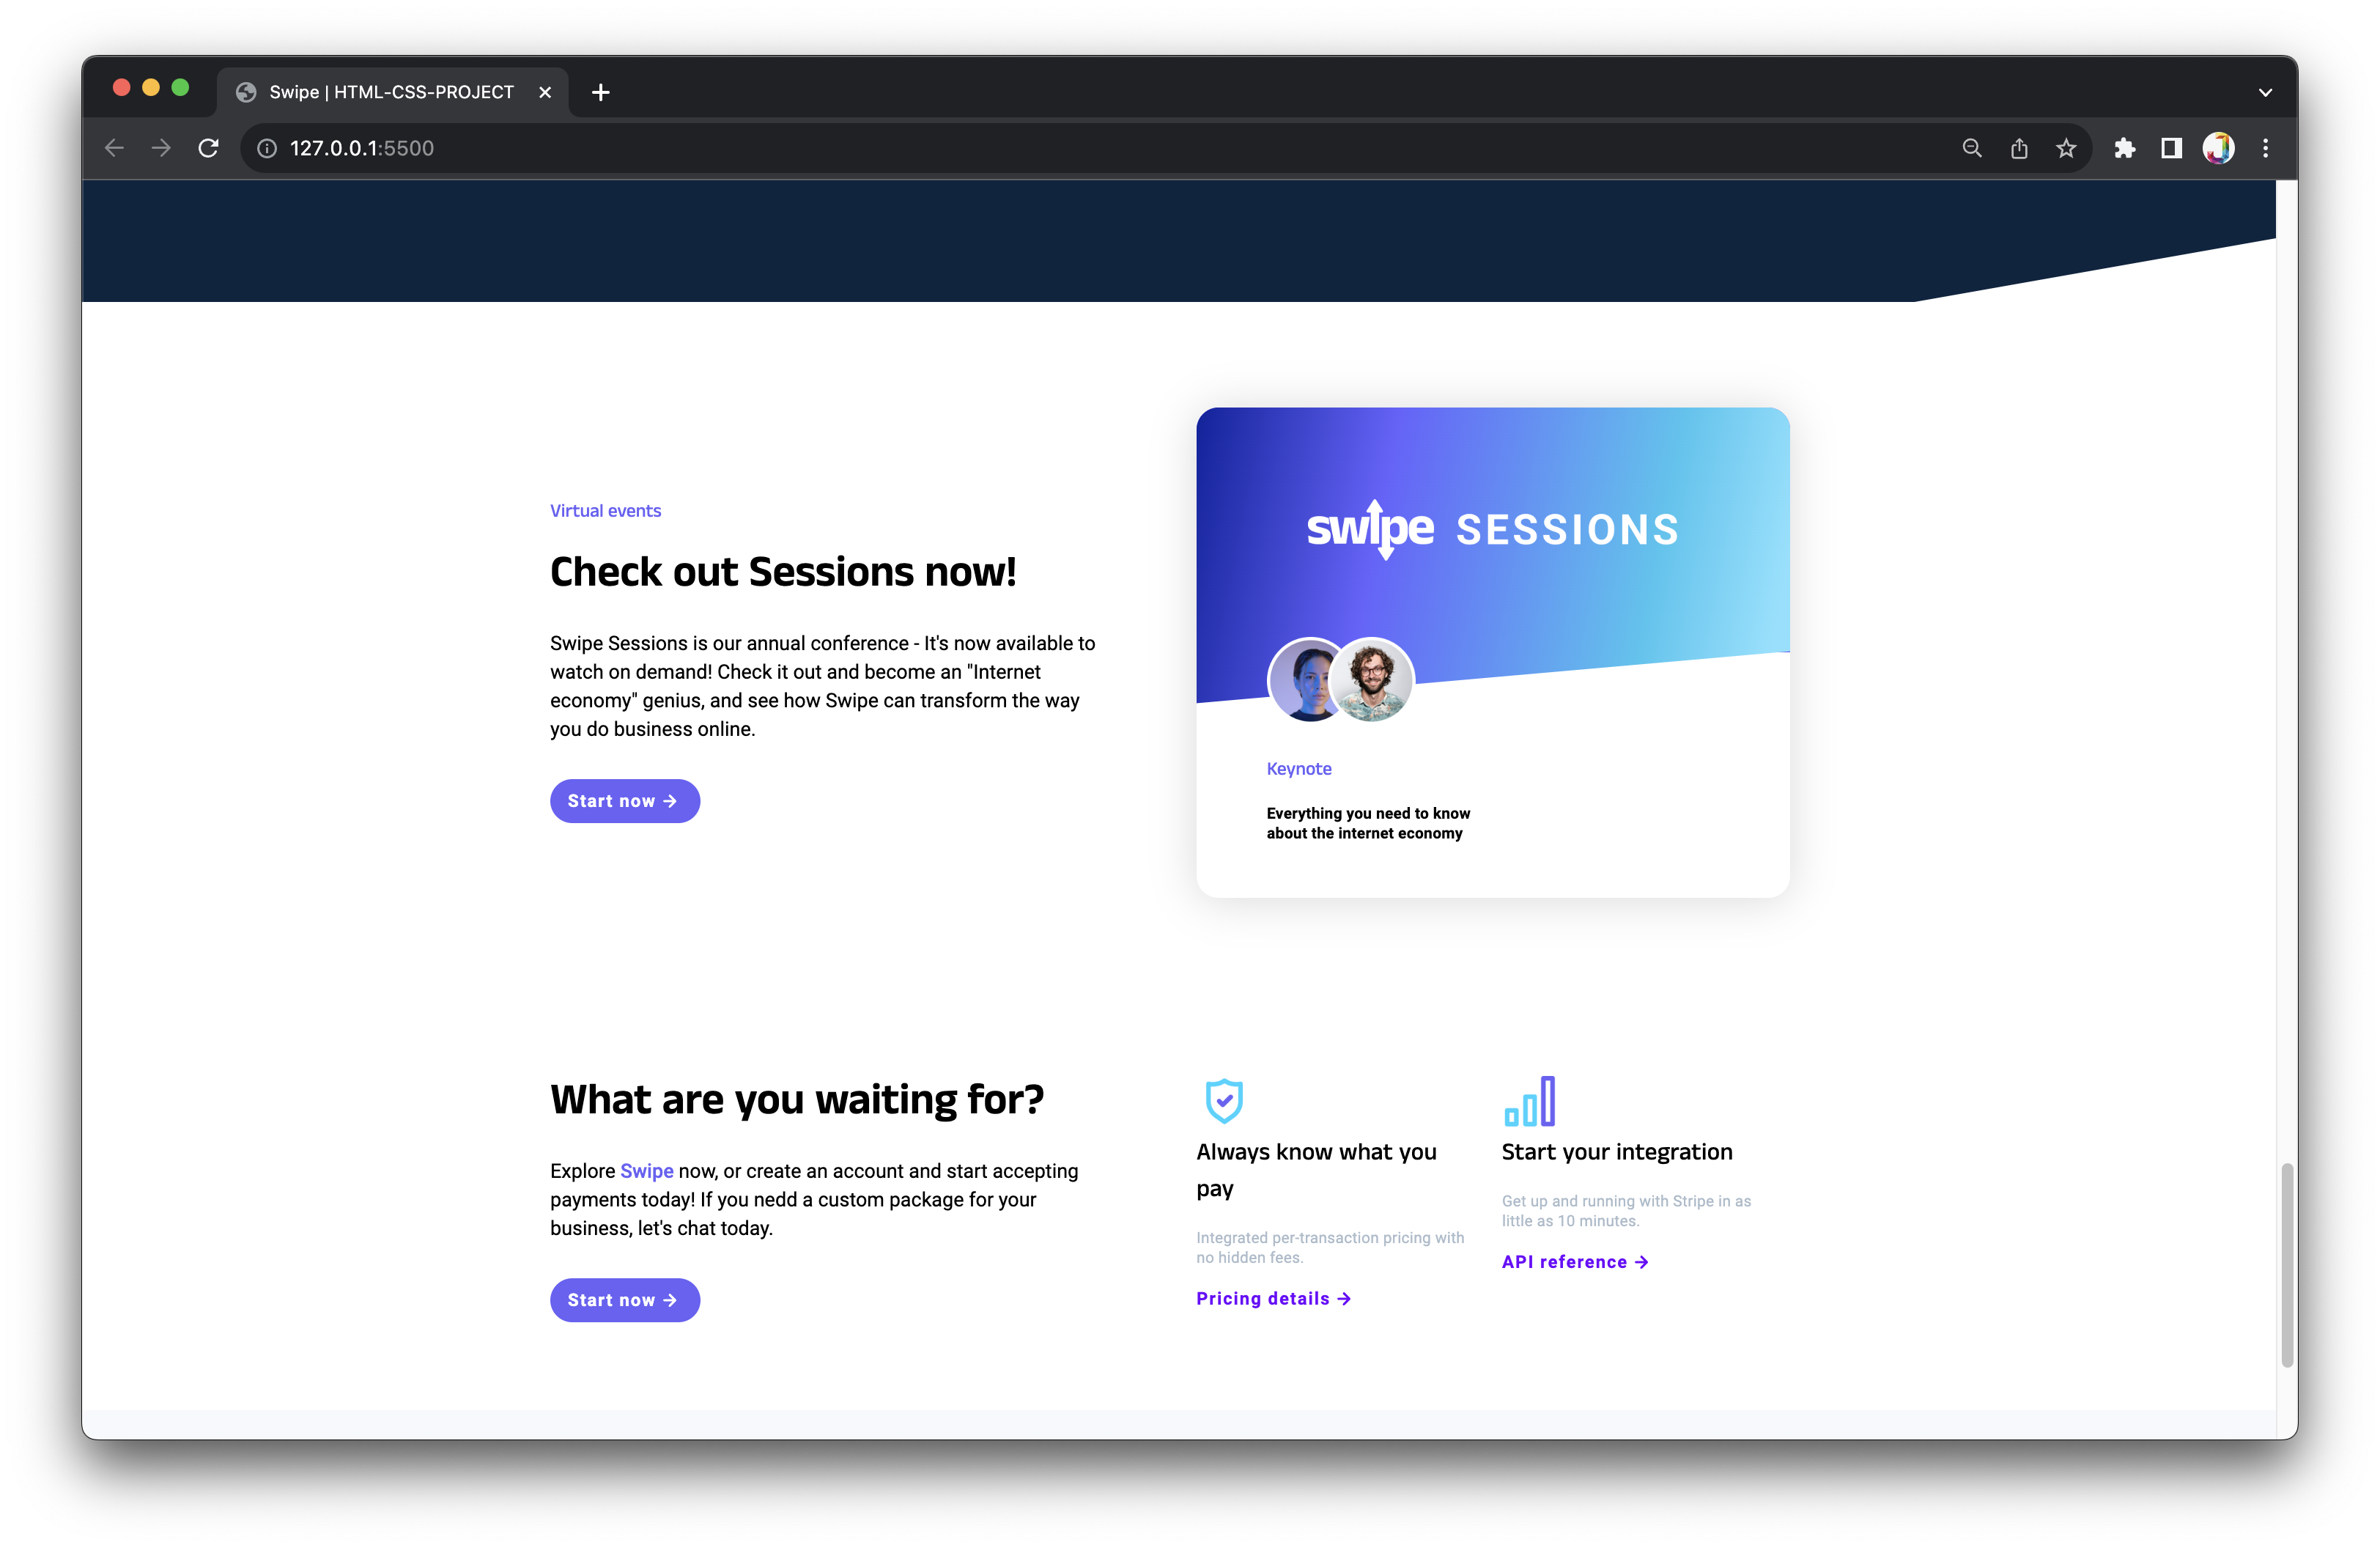 Swipe | HTML-CSS-PROJECT
127.0.0.1:5500
Virtual events
Check out Sessions now!
Swipe Sessions is our annual conference - It's now available to
watch on demand! Check it out and become an "Internet
economy" genius, and see how Swipe can transform the way
you do business online.
Start now →
swipe SESSIONS
Keynote
Everything you need to know
about the internet economy
What are you waiting for?
Explore Swipe now, or create an account and start accepting
payments today! If you nedd a custom package for your
business, let's chat today.
Start now →
Always know what you
pay
Integrated per-transaction pricing with
no hidden fees.
Pricing details →
Start your integration
Get up and running with Stripe in as
little as 10 minutes.
API reference →